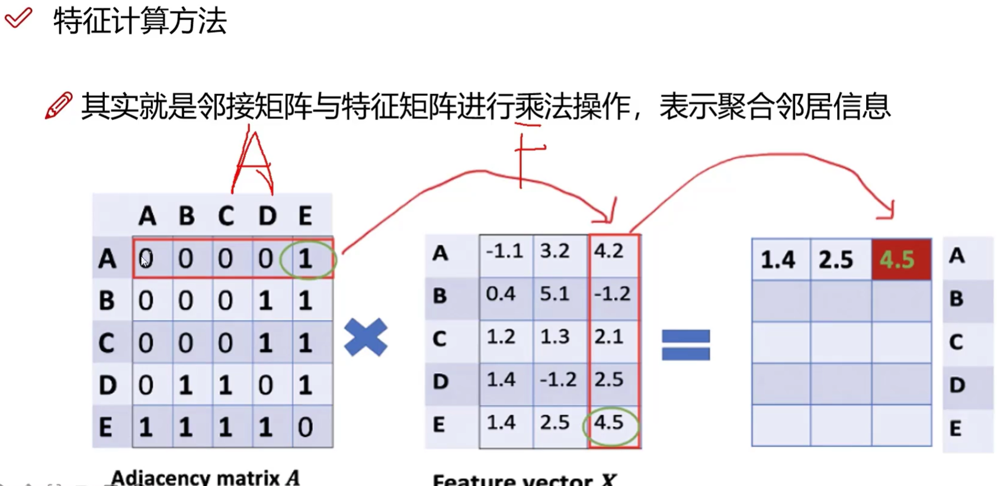 特征计算方法
其实就是邻接矩阵与特征矩阵进行乘法操作，表示聚合邻居信息
A
F
A B C D E
A 0 0 0 0 1
B 0 0 0 1 1
C 0 0 0 1 1
D 0 1 1 0 1
E 1 1 1 1 0
Adjacency matrix A
A -1.1 3.2 4.2
B 0.4 5.1 -1.2
C 1.2 1.3 2.1
D 1.4 -1.2 2.5
E 1.4 2.5 4.5
Feature vector X
1.4 2.5 4.5 A
B
C
D
E